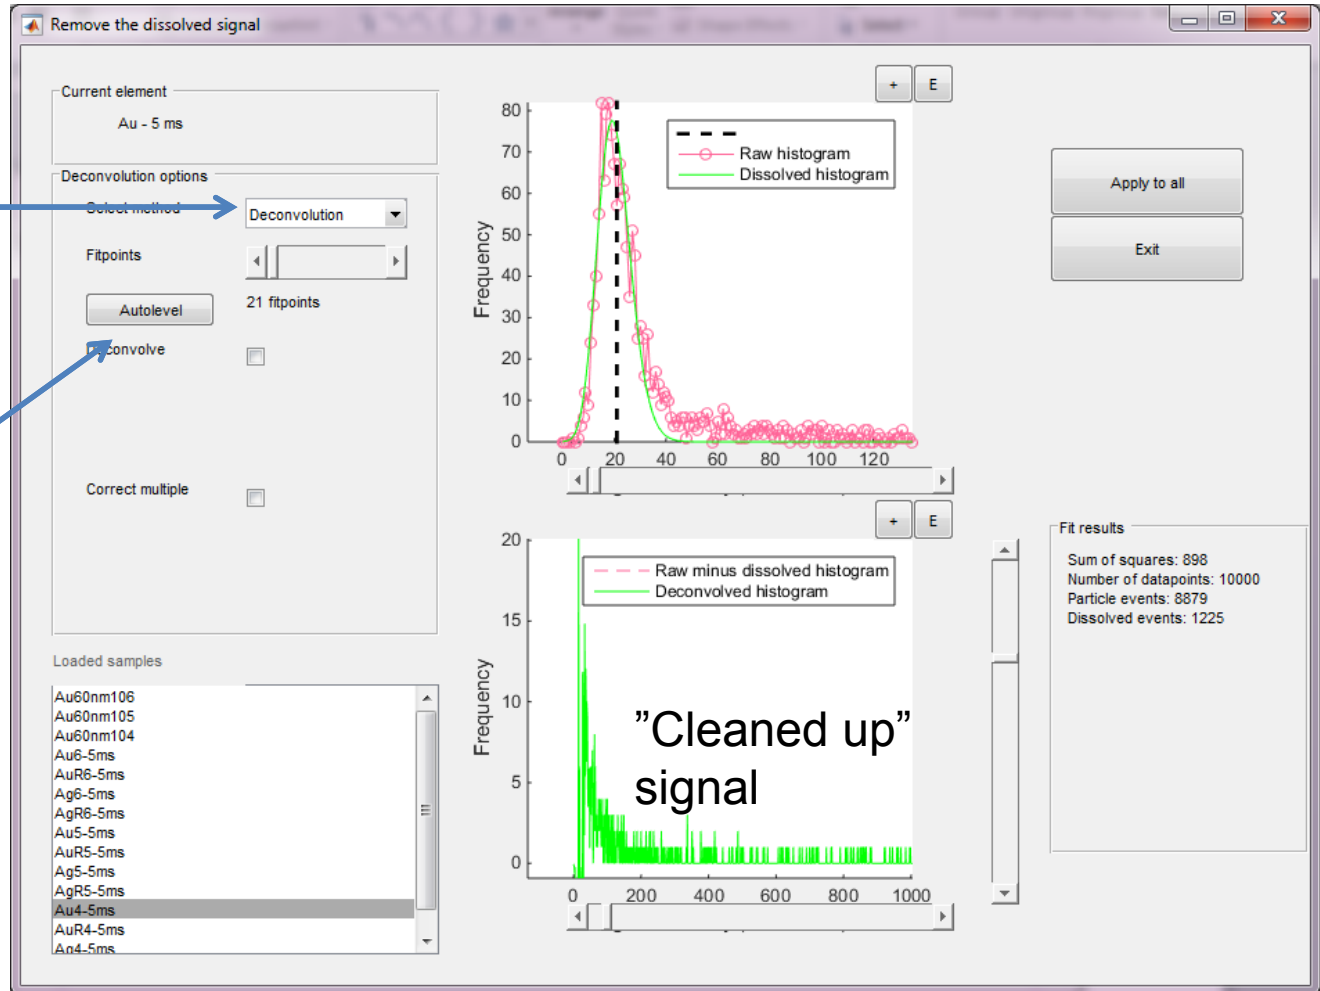 Remove the dissolved signal
Current element
Au - 5 ms
Deconvolution options
Select method
Deconvolution
Fitpoints
Autolevel
21 fitpoints
Deconvolve
Correct multiple
Loaded samples
Au60nm106
Au60nm105
Au60nm104
Au6-5ms
AuR6-5ms
Ag6-5ms
AgR6-5ms
Au5-5ms
AuR5-5ms
Ag5-5ms
AgR5-5ms
Au4-5ms
AuR4-5ms
Ag4-5ms
+ E
80
70
60
50
40
30
20
10
0
Frequency
Raw histogram
Dissolved histogram
0 20 40 60 80 100 120
+ E
20
15
10
5
0
Frequency
Raw minus dissolved histogram
Deconvolved histogram
”Cleaned up”
signal
0 200 400 600 800 1000
Apply to all
Exit
Fit results
Sum of squares: 898
Number of datapoints: 10000
Particle events: 8879
Dissolved events: 1225